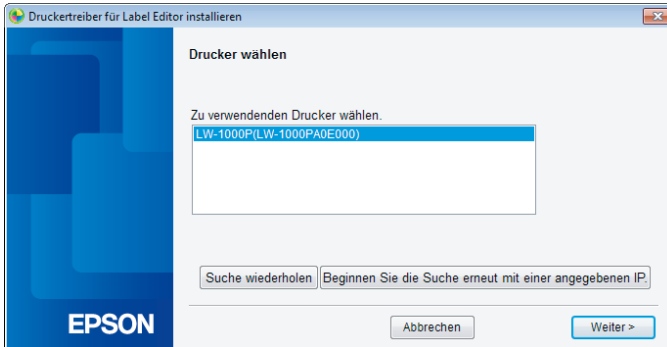 Druckertreiber für Label Editor installieren
Drucker wählen
Zu verwendenden Drucker wählen.
LW-1000P(LW-1000PA0E000)
Suche wiederholen
Beginnen Sie die Suche erneut mit einer angegebenen IP.
EPSON
Abbrechen
Weiter >